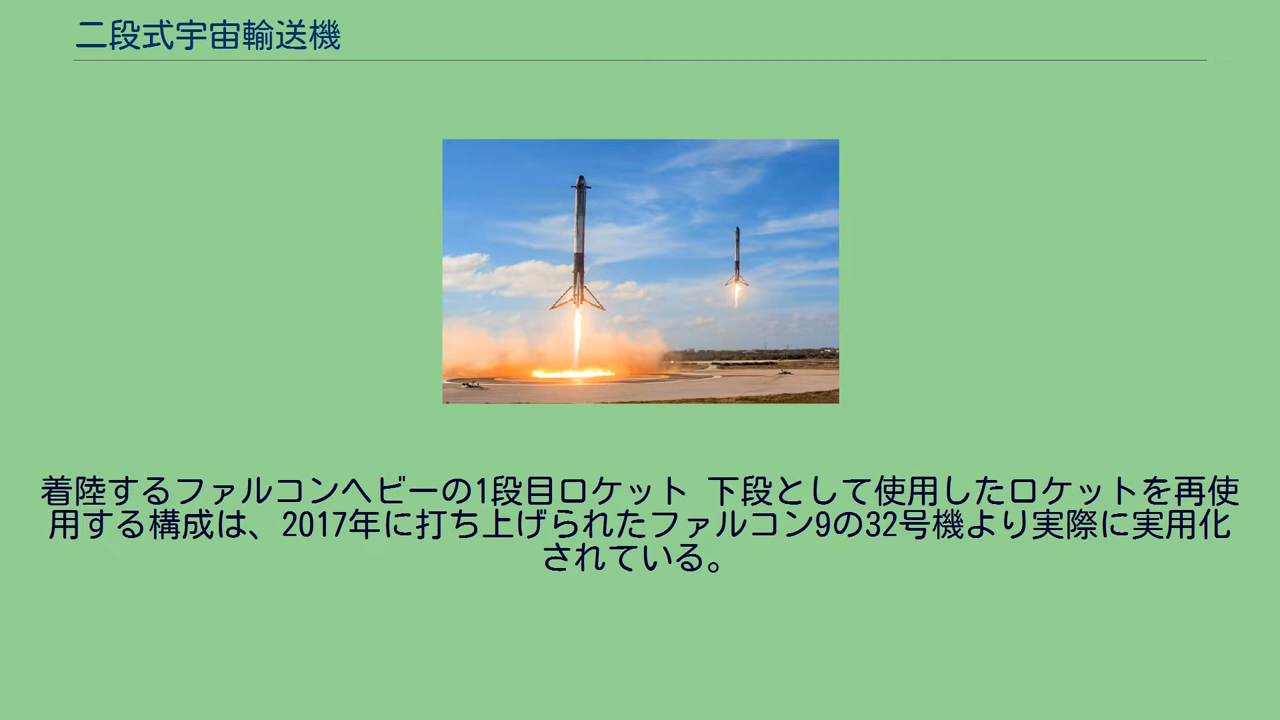 二段式宇宙輸送機
着陸するファルコンヘビーの1段目ロケット 下段として使用したロケットを再使
用する構成は、2017年に打ち上げられたファルコン9の32号機より実際に実用化
されている。